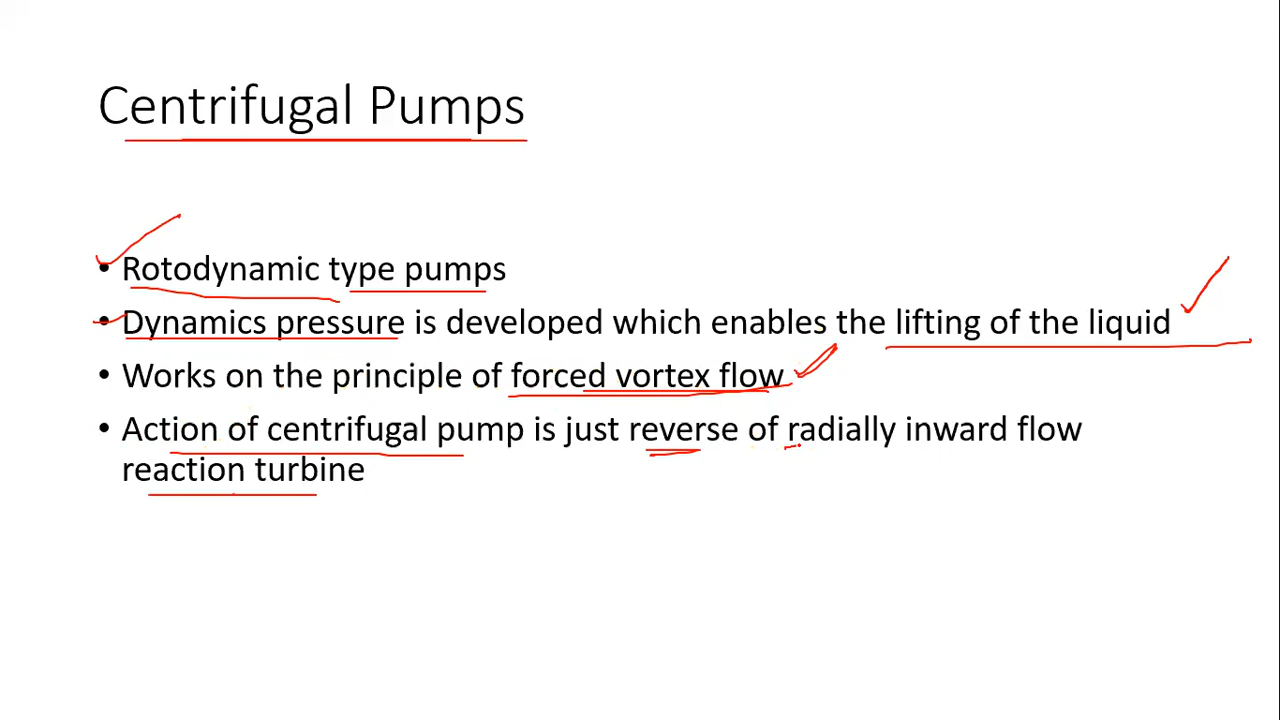 Centrifugal Pumps
• Rotodynamic type pumps
• Dynamics pressure is developed which enables the lifting of the liquid
• Works on the principle of forced vortex flow
• Action of centrifugal pump is just reverse of radially inward flow
reaction turbine